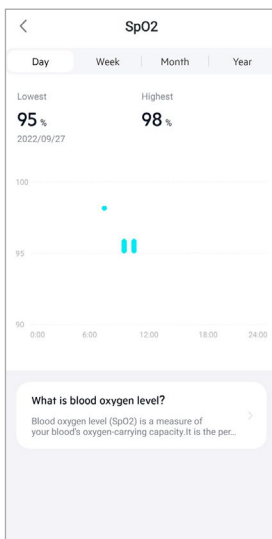 SpO2
Day Week Month Year
Lowest Highest
95 % 98 %
2022/09/27
100
95
90
0:00 6:00 12:00 18:00 24:00
What is blood oxygen level?
Blood oxygen level (SpO2) is a measure of
your blood's oxygen-carrying capacity.It is the per...